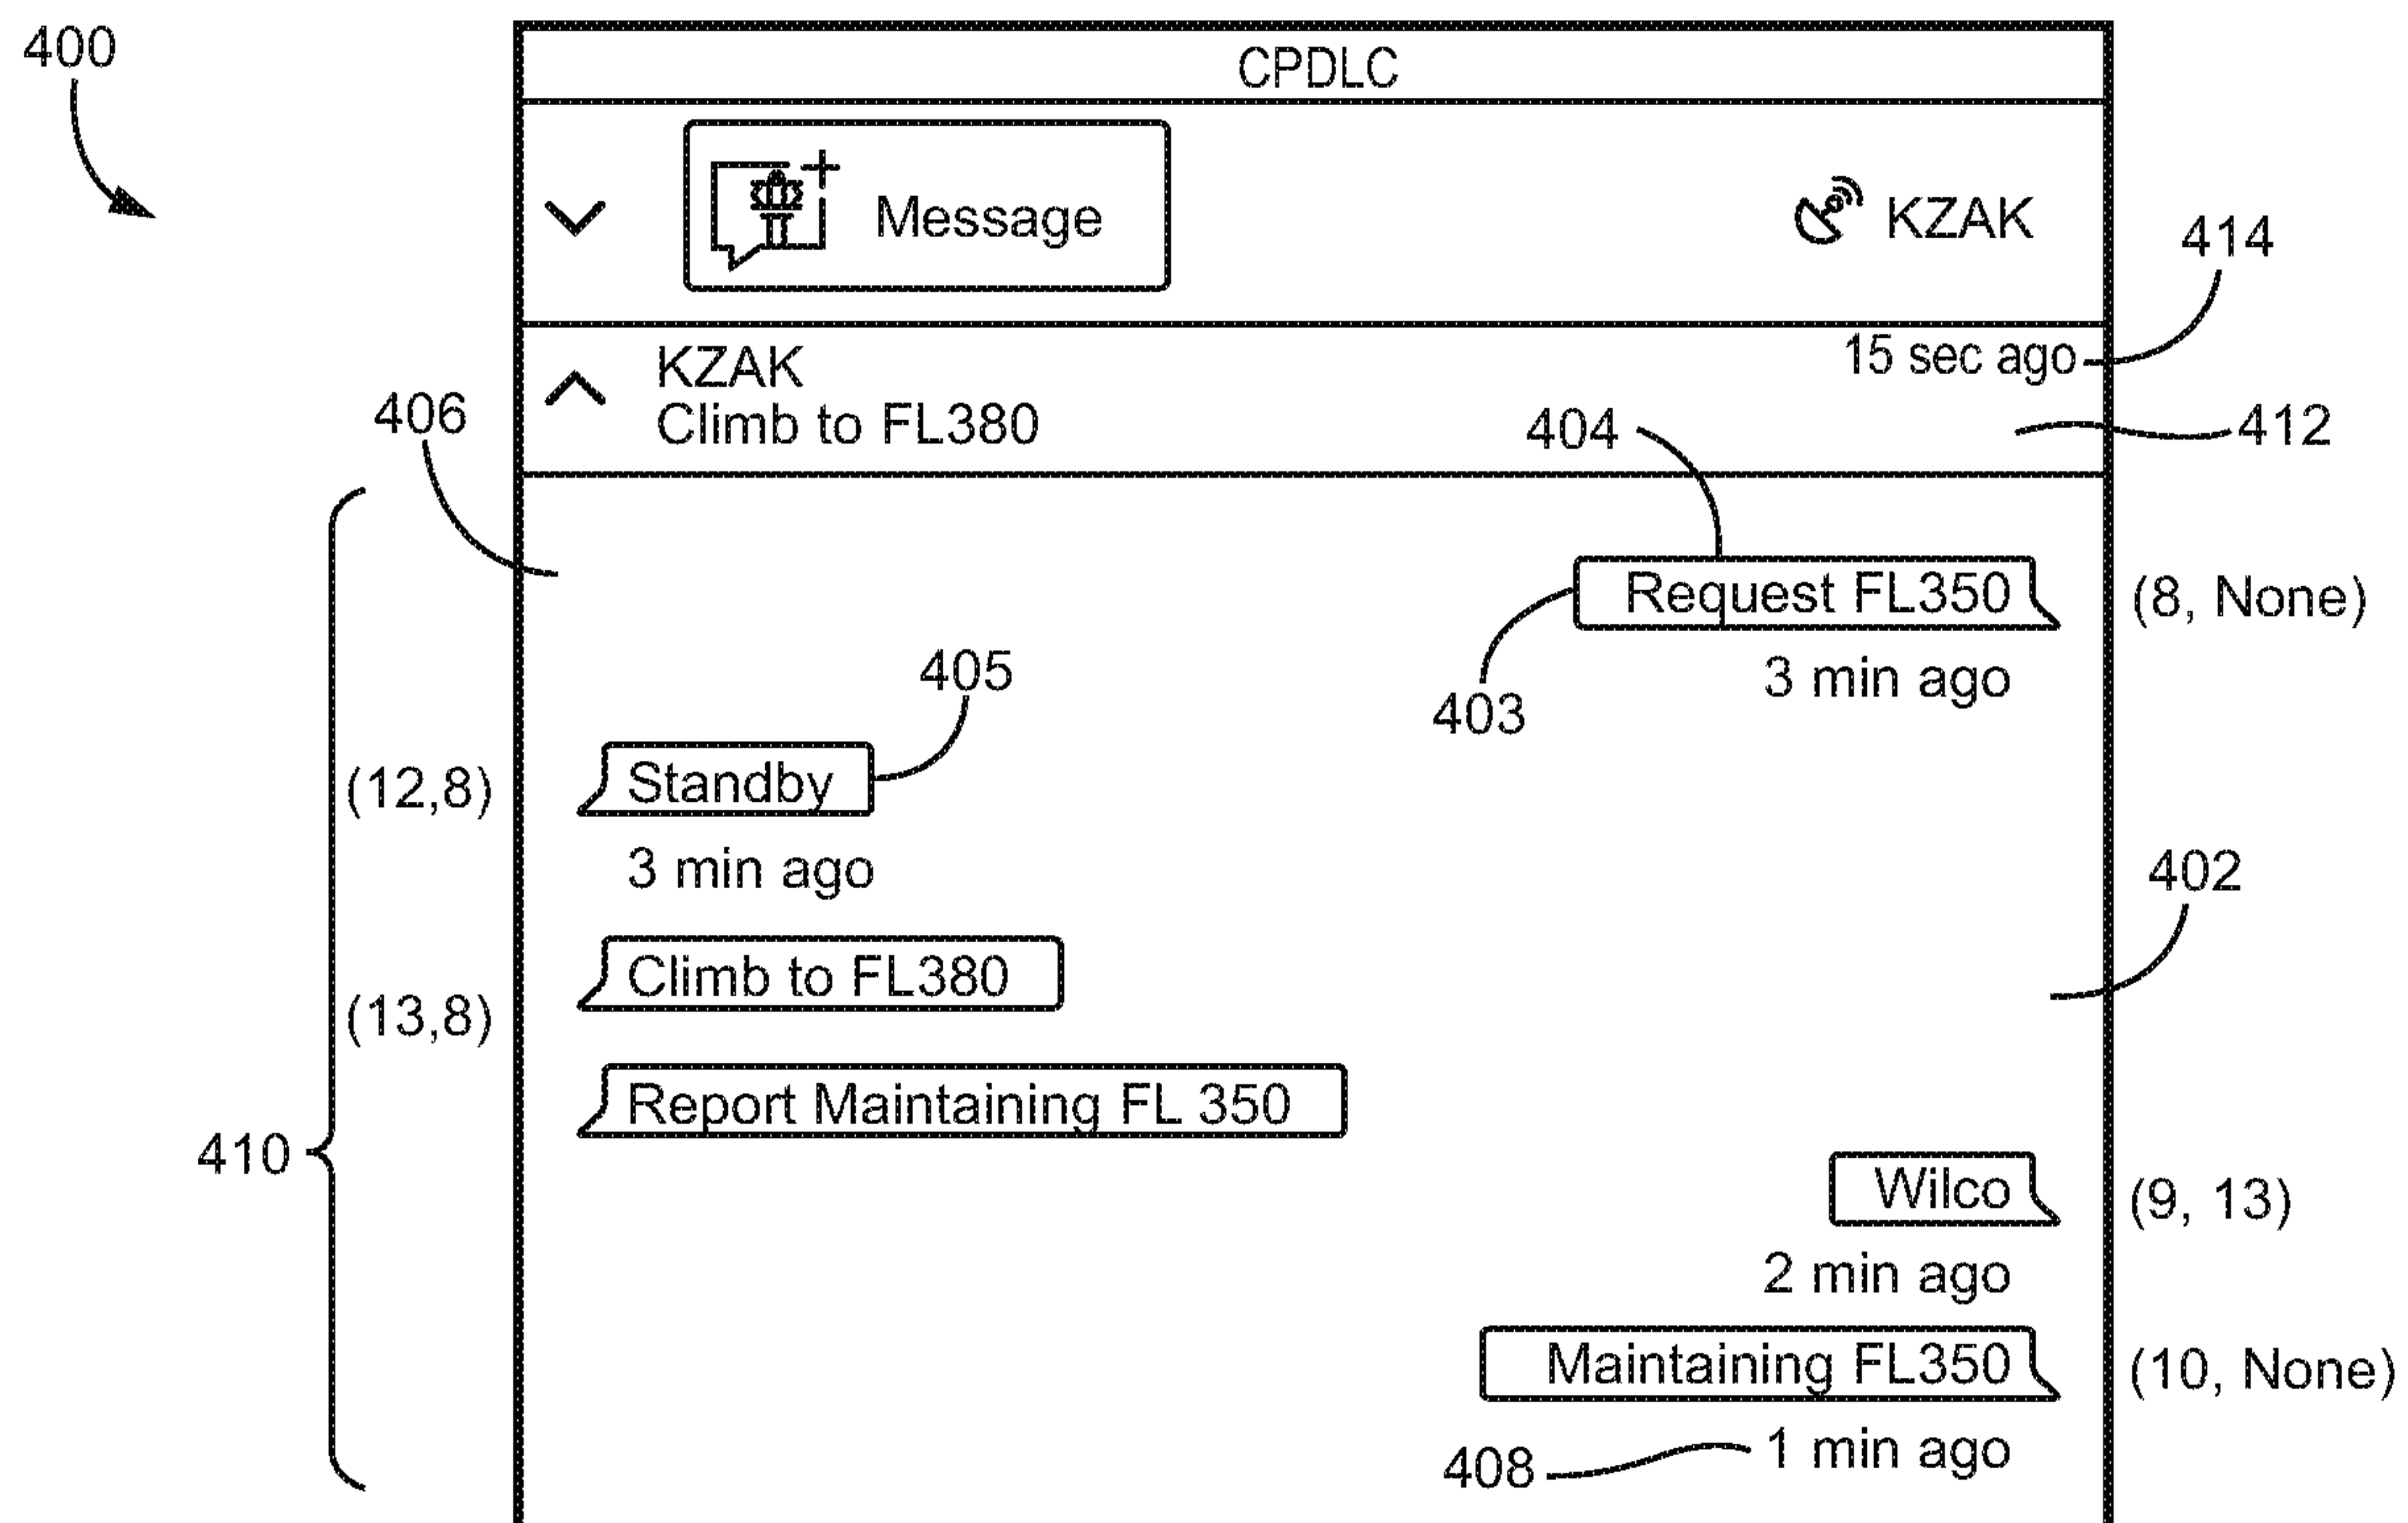 400
CPDLC
Message
KZAK
414
KZAK
15 sec ago
Climb to FL380
406
404
412
Request FL350
(8, None)
3 min ago
405
403
Standby
(12,8)
3 min ago
402
Climb to FL380
(13,8)
Report Maintaining FL 350
410
Wilco
(9, 13)
2 min ago
Maintaining FL350
(10, None)
408
1 min ago